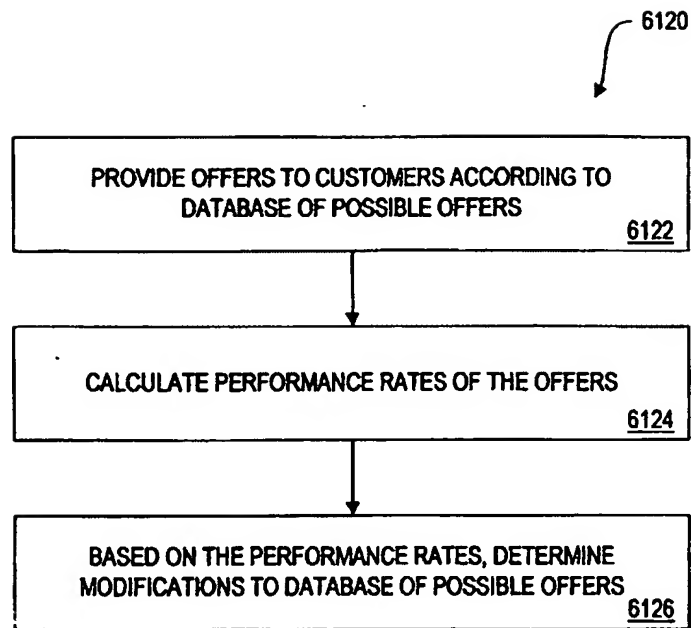 6120
PROVIDE OFFERS TO CUSTOMERS ACCORDING TO
DATABASE OF POSSIBLE OFFERS
6122
CALCULATE PERFORMANCE RATES OF THE OFFERS
6124
BASED ON THE PERFORMANCE RATES, DETERMINE
MODIFICATIONS TO DATABASE OF POSSIBLE OFFERS
6126